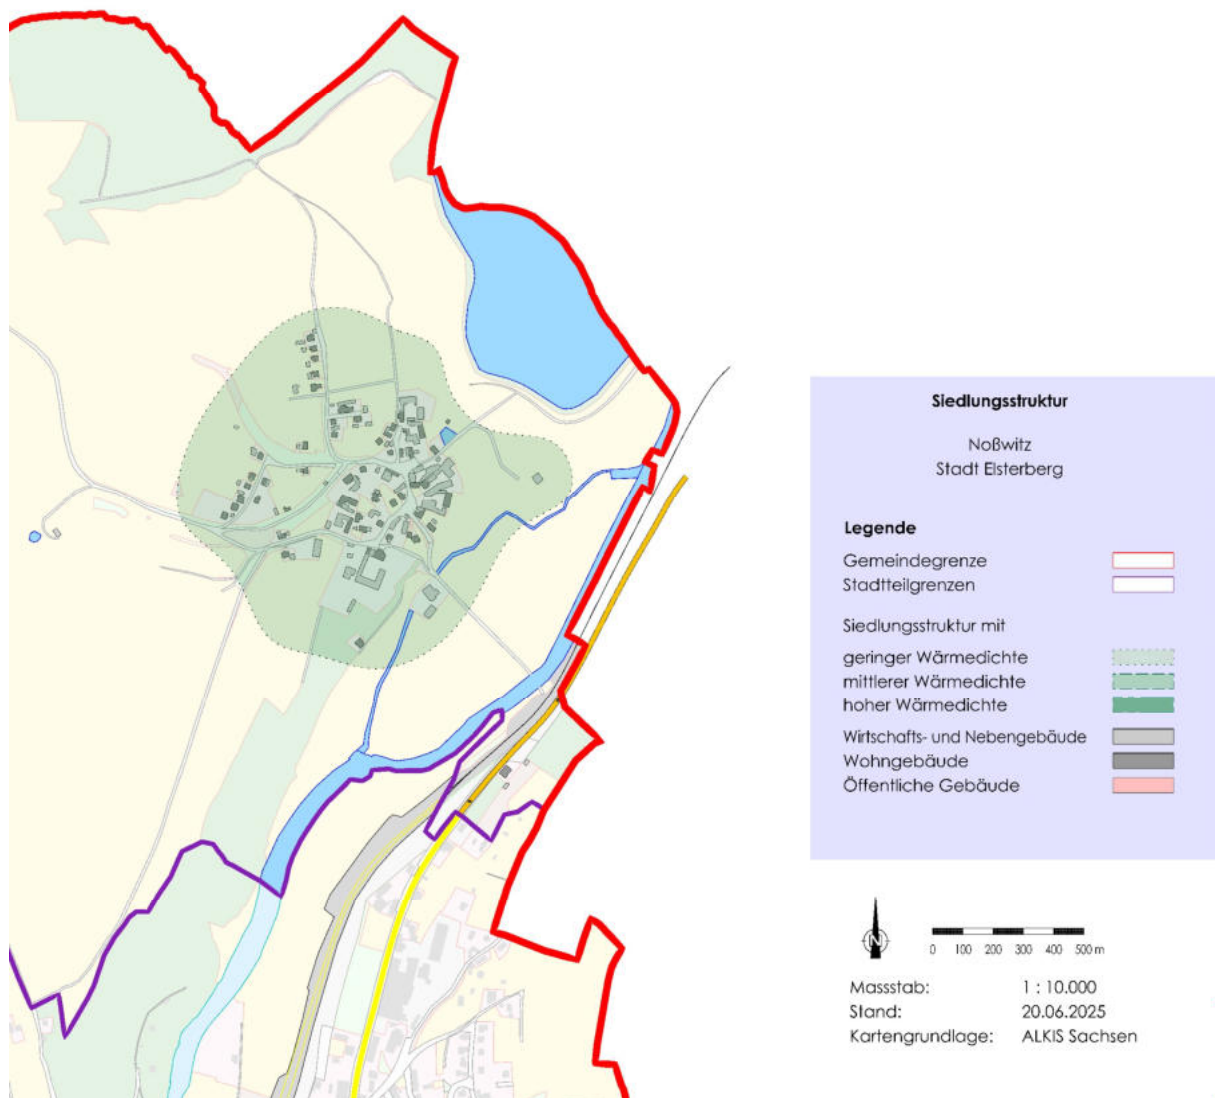 Siedlungsstruktur
Noßwitz
Stadt Elsterberg
Legende
Gemeindegrenze
Stadtteilgrenzen
Siedlungsstruktur mit
geringer Wärmedichte
mittlerer Wärmedichte
hoher Wärmedichte
Wirtschafts- und Nebengebäude
Wohngebäude
Öffentliche Gebäude
N
0 100 200 300 400 500 m
Massstab: 1 : 10.000
Stand: 20.06.2025
Kartengrundlage: ALKIS Sachsen